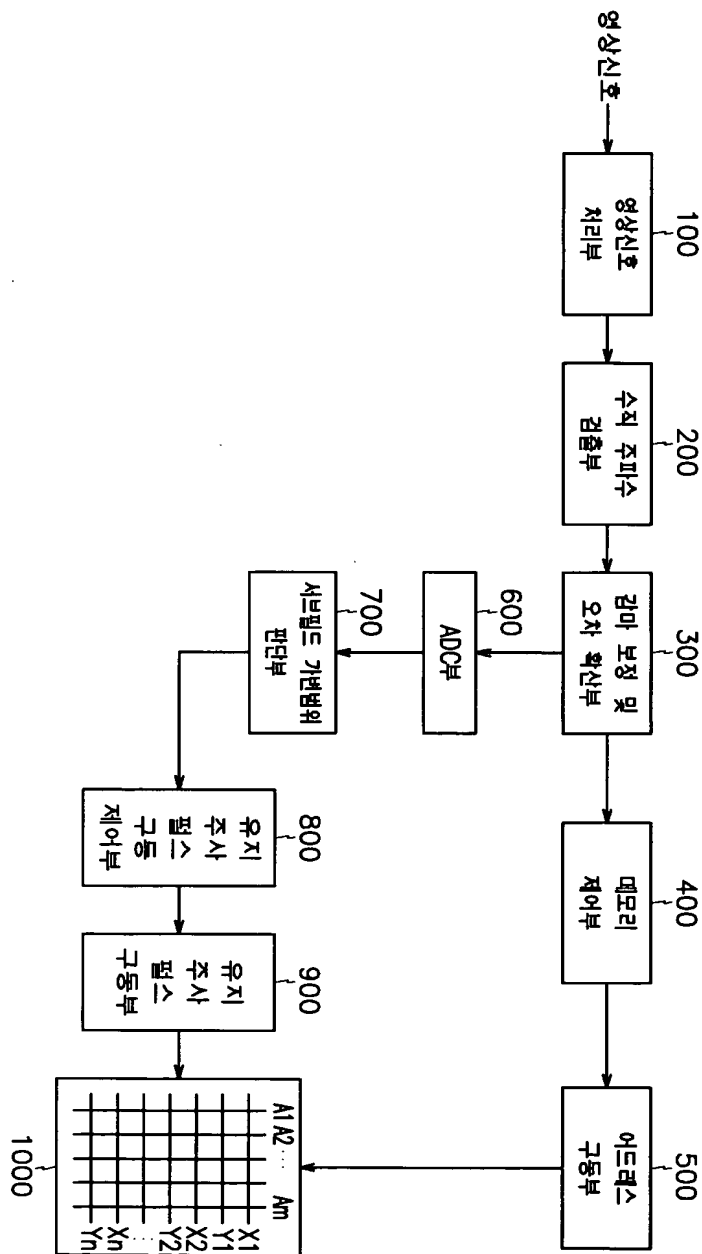 영상신호
100
영상신호
처리부
200
수직 주파수
검출부
300
감마 보정 및
오차 확산부
400
메모리
제어부
500
어드레스
구동부
600
ADC부
700
서브필드 가변범위
판단부
800
유지
주사
펄스
구동
제어부
900
유지
주사
펄스
구동부
A1 A2 ... Am
X1
Y1
X2
Y2
...
Xn
Yn
1000